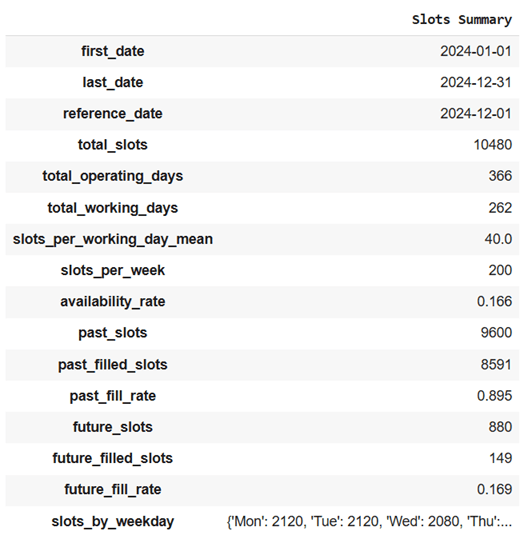 Slots Summary
first_date 2024-01-01
last_date 2024-12-31
reference_date 2024-12-01
total_slots 10480
total_operating_days 366
total_working_days 262
slots_per_working_day_mean 40.0
slots_per_week 200
availability_rate 0.166
past_slots 9600
past_filled_slots 8591
past_fill_rate 0.895
future_slots 880
future_filled_slots 149
future_fill_rate 0.169
slots_by_weekday {'Mon': 2120, 'Tue': 2120, 'Wed': 2080, 'Thu':...